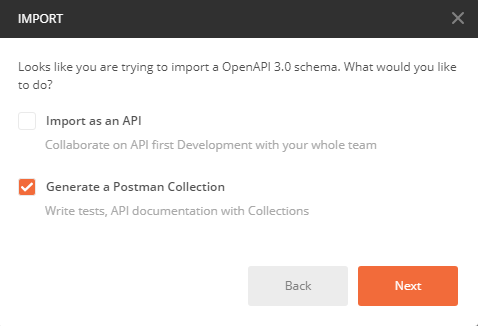 IMPORT
Looks like you are trying to import a OpenAPI 3.0 schema. What would you like
to do?
Import as an API
Collaborate on API first Development with your whole team
Generate a Postman Collection
Write tests, API documentation with Collections
Back
Next